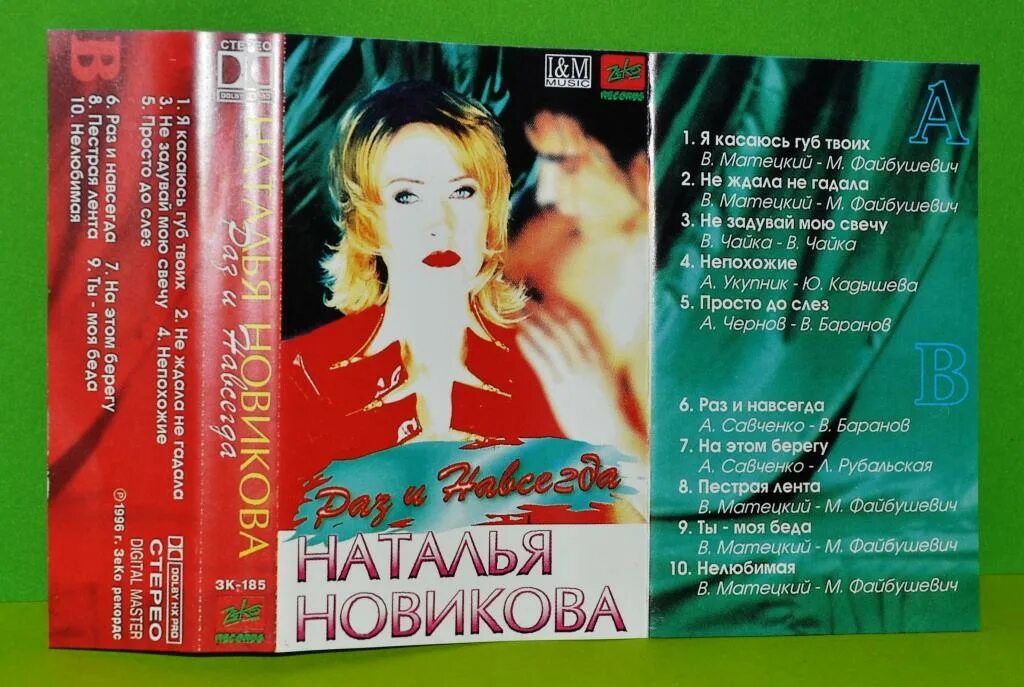 B
1. Я касаюсь губ твоих 2. Не ждала не гадала
3. Не задувай мою свечу 4. Непохожие
5. Просто до слез
6. Раз и навсегда 7. На этом берегу
8. Пестрая лента 9. Ты - моя беда
10. Нелюбимая
℗ 1996 г. ЗеКо рекордс
DIGITAL MASTER
СТЕРЕО
DOLBY HX PRO
СТЕРЕО
НАТАЛЬЯ НОВИКОВА
Раз и Навсегда
ЗК-185
Zeko
RECORDS
I&M
MUSIC
Zeko
RECORDS
Раз и Навсегда
НАТАЛЬЯ
НОВИКОВА
A
1. Я касаюсь губ твоих
В. Матецкий - М. Файбушевич
2. Не ждала не гадала
В. Матецкий - М. Файбушевич
3. Не задувай мою свечу
В. Чайка - В. Чайка
4. Непохожие
А. Укупник - Ю. Кадышева
5. Просто до слез
А. Чернов - В. Баранов
B
6. Раз и навсегда
А. Савченко - В. Баранов
7. На этом берегу
А. Савченко - Л. Рубальская
8. Пестрая лента
В. Матецкий - М. Файбушевич
9. Ты - моя беда
В. Матецкий - М. Файбушевич
10. Нелюбимая
В. Матецкий - М. Файбушевич